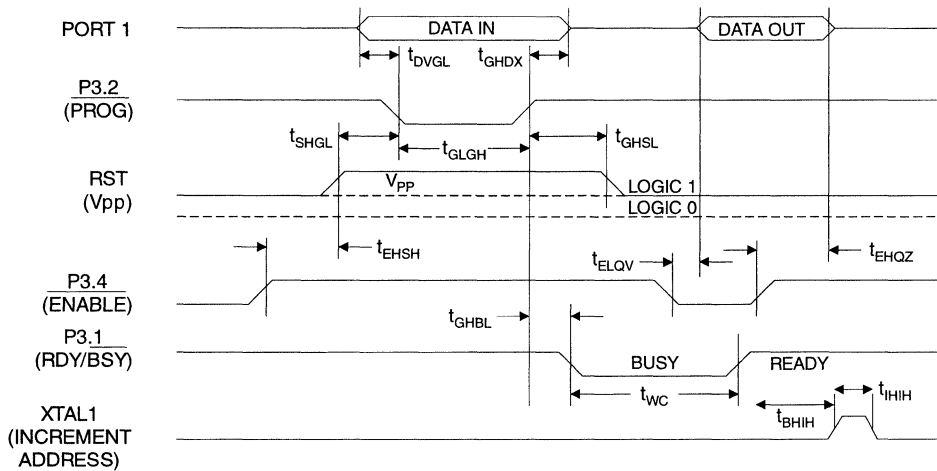 PORT 1
DATA IN
DATA OUT
tDVGL
tGHDX
P3.2
(PROG)
tSHGL
tGLGH
tGHSL
RST
(Vpp)
VPP
LOGIC 1
LOGIC 0
tEHSH
tELQV
tEHQZ
P3.4
(ENABLE)
tGHBL
P3.1
(RDY/BSY)
BUSY
READY
tWC
tIHIH
tBHIH
XTAL1
(INCREMENT
ADDRESS)